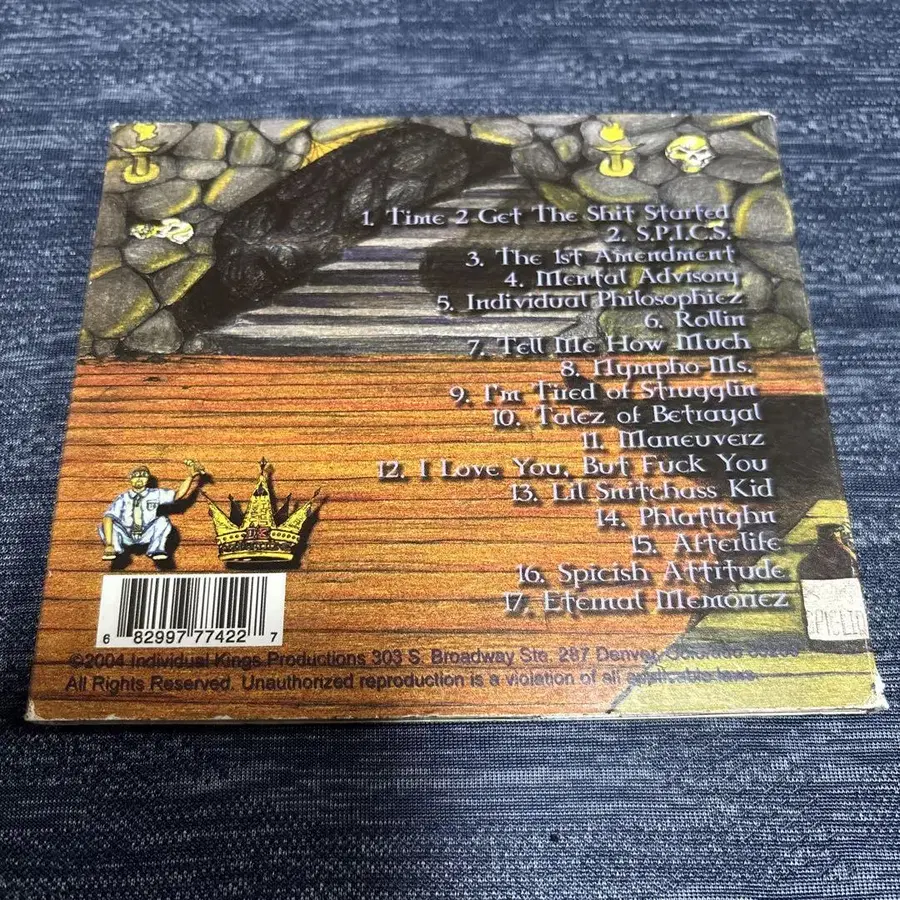 1. Time 2 Get The Shit Started
2. S.P.I.C.S.
3. The 1st Amendment
4. Mental Advisory
5. Individual Philosophiez
6. Rollin
7. Tell Me How Much
8. Nympho Ms.
9. I'm Tired of Strugglin
10. Talez of Betrayal
11. Maneuverz
12. I Love You, But Fuck You
13. Lil Snitchass Kid
14. Phlatlighn
15. Afterlife
16. Spicish Attitude
17. Eternal Memoriez
6 82997 77422 7
©2004 Individual Kings Productions 303 S. Broadway Ste. 287 Denver, Colorado
All Rights Reserved. Unauthorized reproduction is a violation of all applicable laws.